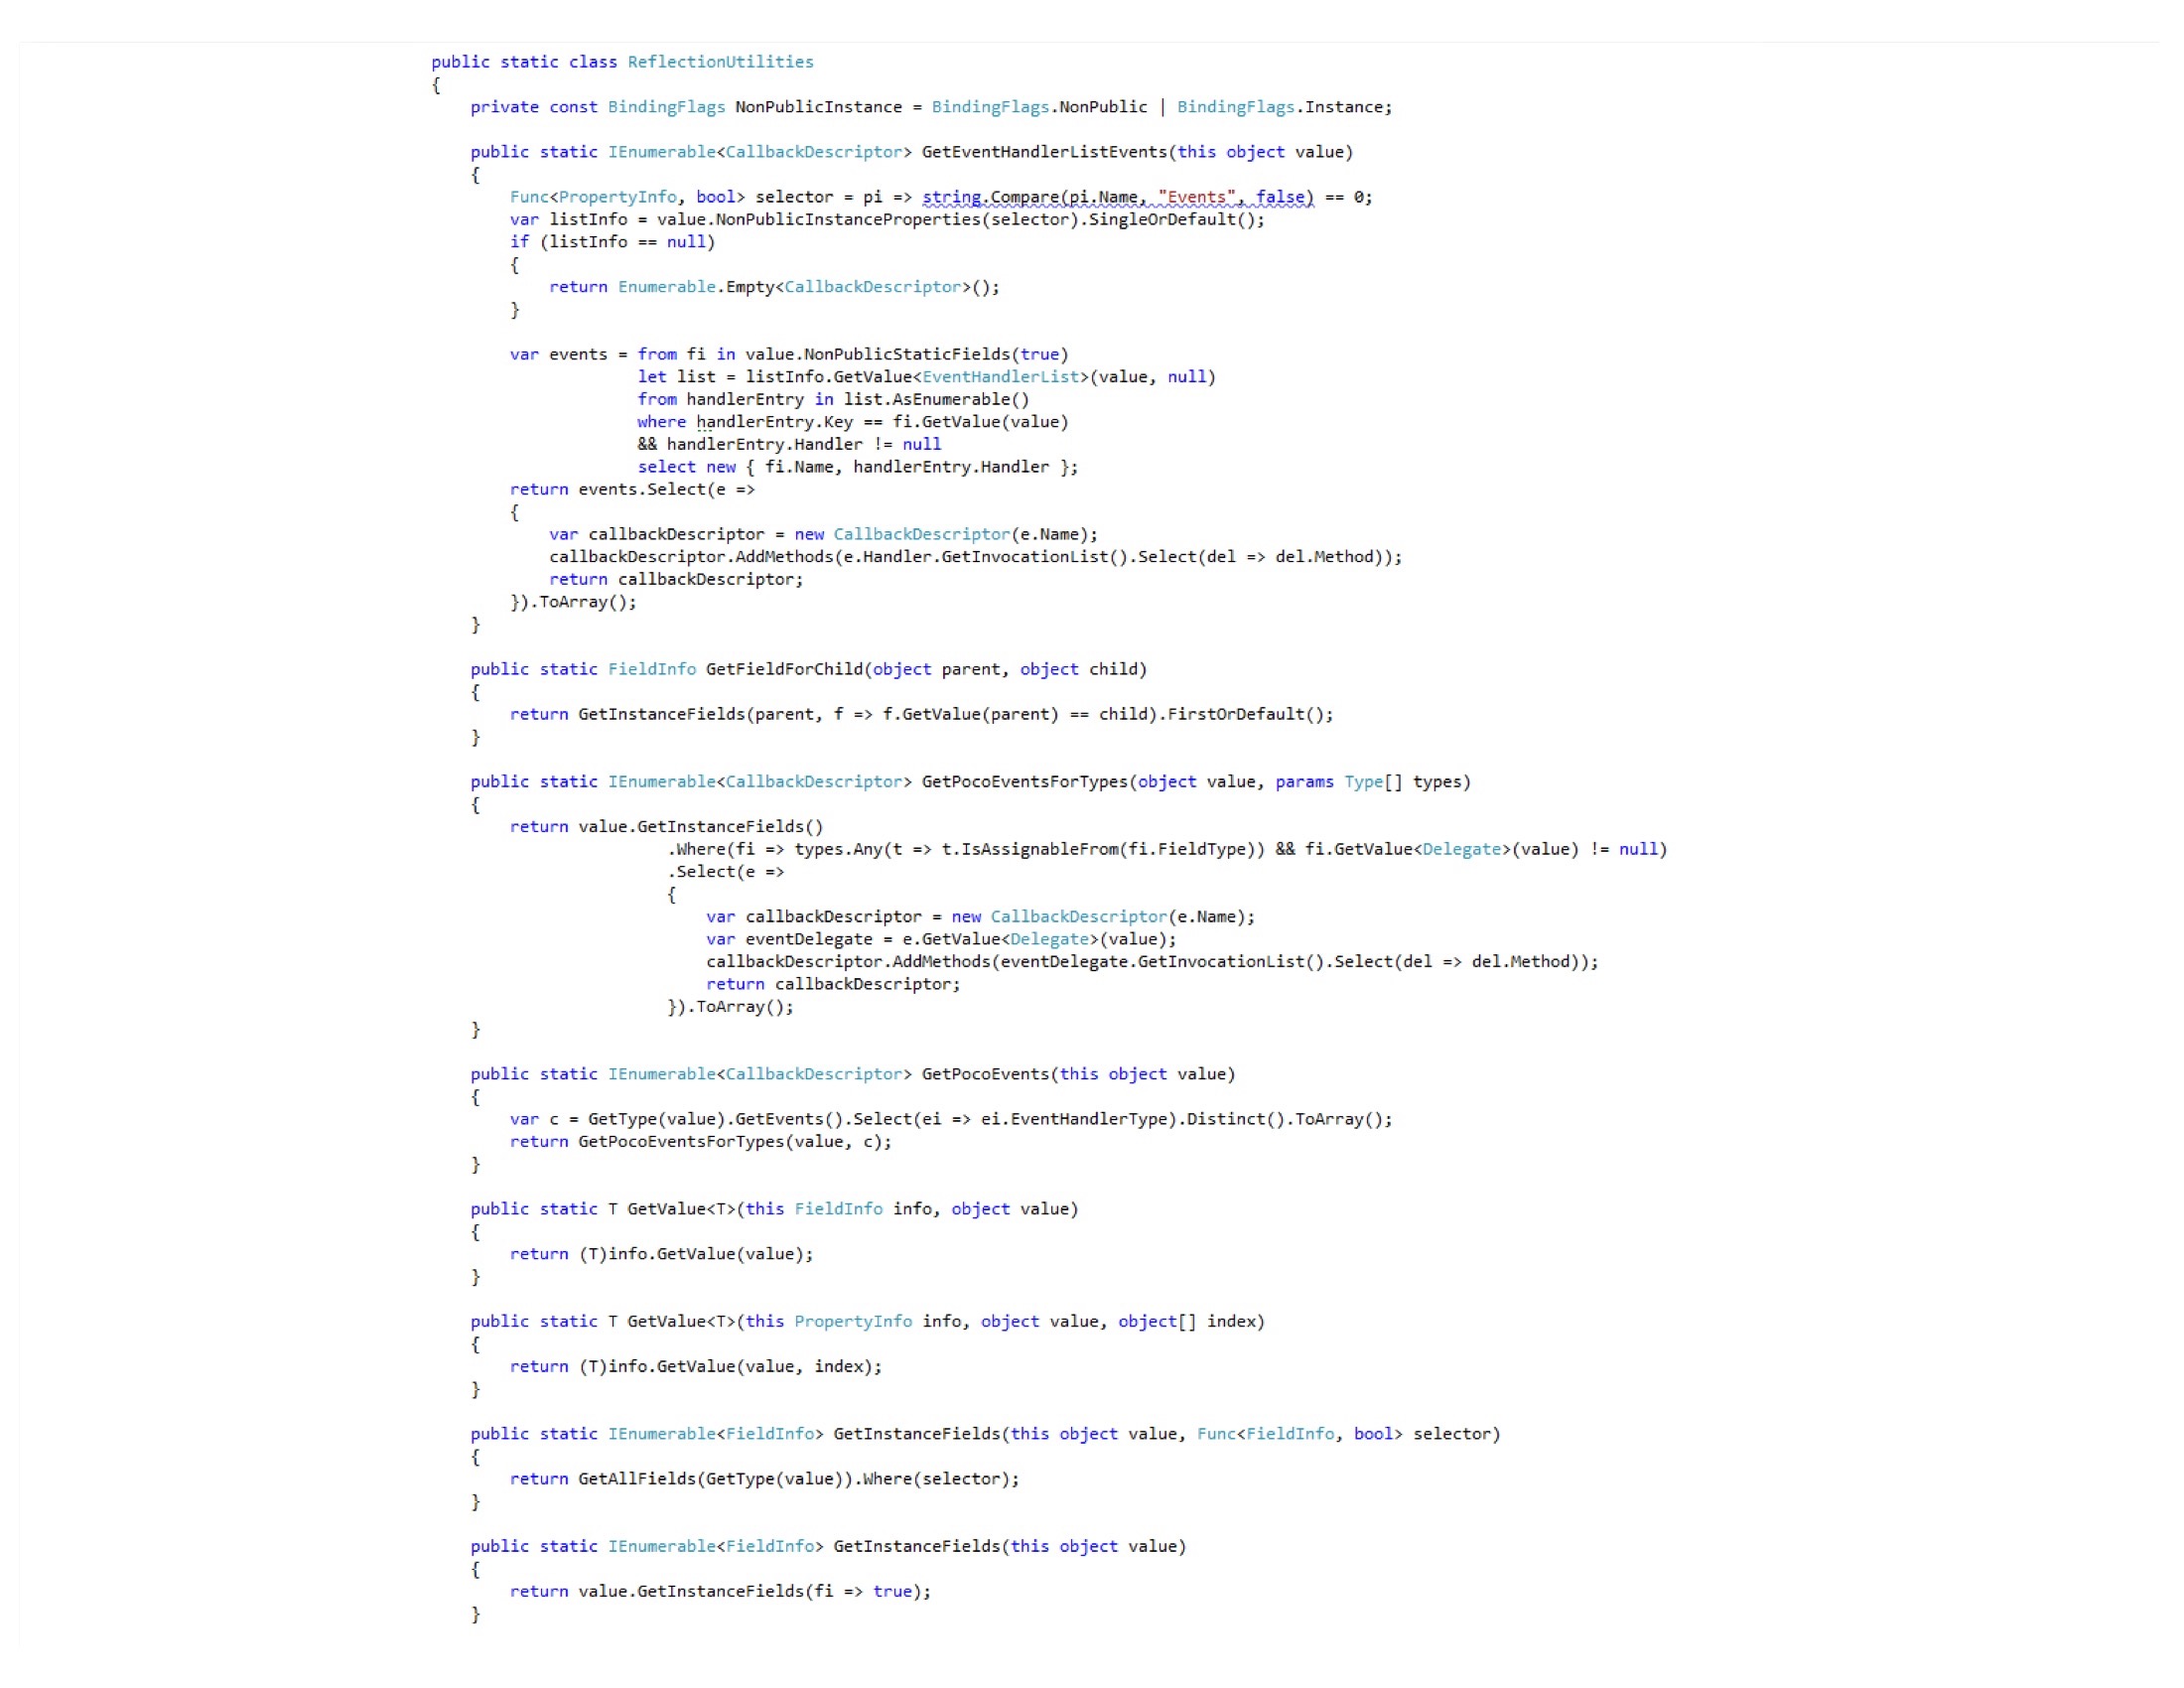 public static class ReflectionUtilities
{
    private const BindingFlags NonPublicInstance = BindingFlags.NonPublic | BindingFlags.Instance;

    public static IEnumerable<CallbackDescriptor> GetEventHandlerListEvents(this object value)
    {
        Func<PropertyInfo, bool> selector = pi => string.Compare(pi.Name, "Events", false) == 0;
        var listInfo = value.NonPublicInstanceProperties(selector).SingleOrDefault();
        if (listInfo == null)
        {
            return Enumerable.Empty<CallbackDescriptor>();
        }

        var events = from fi in value.NonPublicStaticFields(true)
                     let list = listInfo.GetValue<EventHandlerList>(value, null)
                     from handlerEntry in list.AsEnumerable()
                     where handlerEntry.Key == fi.GetValue(value)
                     && handlerEntry.Handler != null
                     select new { fi.Name, handlerEntry.Handler };
        return events.Select(e =>
        {
            var callbackDescriptor = new CallbackDescriptor(e.Name);
            callbackDescriptor.AddMethods(e.Handler.GetInvocationList().Select(del => del.Method));
            return callbackDescriptor;
        }).ToArray();
    }

    public static FieldInfo GetFieldForChild(object parent, object child)
    {
        return GetInstanceFields(parent, f => f.GetValue(parent) == child).FirstOrDefault();
    }

    public static IEnumerable<CallbackDescriptor> GetPocoEventsForTypes(object value, params Type[] types)
    {
        return value.GetInstanceFields()
                        .Where(fi => types.Any(t => t.IsAssignableFrom(fi.FieldType)) && fi.GetValue<Delegate>(value) != null)
                        .Select(e =>
                        {
                            var callbackDescriptor = new CallbackDescriptor(e.Name);
                            var eventDelegate = e.GetValue<Delegate>(value);
                            callbackDescriptor.AddMethods(eventDelegate.GetInvocationList().Select(del => del.Method));
                            return callbackDescriptor;
                        }).ToArray();
    }

    public static IEnumerable<CallbackDescriptor> GetPocoEvents(this object value)
    {
        var c = GetType(value).GetEvents().Select(ei => ei.EventHandlerType).Distinct().ToArray();
        return GetPocoEventsForTypes(value, c);
    }

    public static T GetValue<T>(this FieldInfo info, object value)
    {
        return (T)info.GetValue(value);
    }

    public static T GetValue<T>(this PropertyInfo info, object value, object[] index)
    {
        return (T)info.GetValue(value, index);
    }

    public static IEnumerable<FieldInfo> GetInstanceFields(this object value, Func<FieldInfo, bool> selector)
    {
        return GetAllFields(GetType(value)).Where(selector);
    }

    public static IEnumerable<FieldInfo> GetInstanceFields(this object value)
    {
        return value.GetInstanceFields(fi => true);
    }